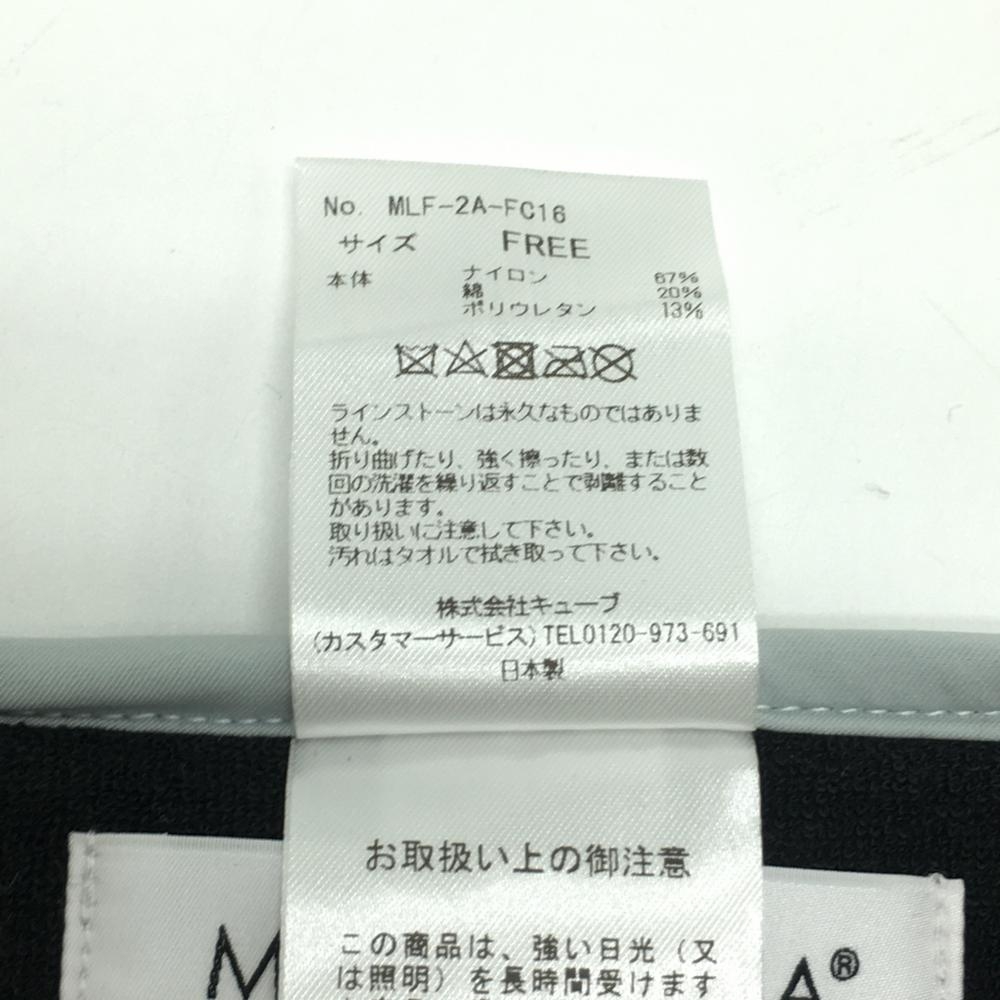 No. MLF-2A-FC16
サイズ FREE
本体 ナイロン 67%
綿 20%
ポリウレタン 13%
ラインストーンは永久なものではありま
せん。
折り曲げたり、強く擦ったり、または数
回の洗濯を繰り返すことで剥離すること
があります。
取り扱いに注意して下さい。
汚れはタオルで拭き取って下さい。
株式会社キューブ
(カスタマーサービス)TEL0120-973-691
日本製
お取扱い上の御注意
この商品は、強い日光(又
は照明)を長時間受けます
M A®